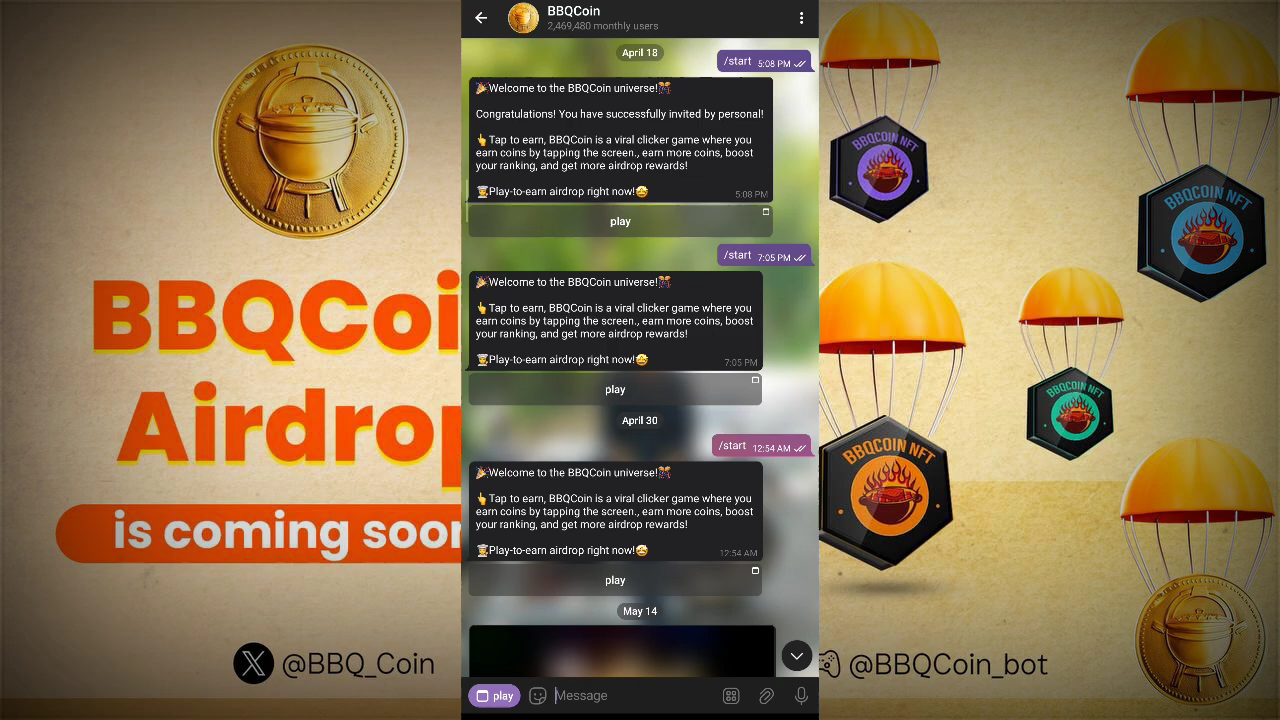 BBQCoi
Airdrop
is coming soon
@BBQ_Coin
BBQCoin
2,469,480 monthly users
April 18
/start 5:08 PM
🎉Welcome to the BBQCoin universe!🎊
Congratulations! You have successfully invited by personal!
👆Tap to earn, BBQCoin is a viral clicker game where you
earn coins by tapping the screen., earn more coins, boost
your ranking, and get more airdrop rewards!
👨‍🍳Play-to-earn airdrop right now!🤩
5:08 PM
play
/start 7:05 PM
🎉Welcome to the BBQCoin universe!🎊
👆Tap to earn, BBQCoin is a viral clicker game where you
earn coins by tapping the screen., earn more coins, boost
your ranking, and get more airdrop rewards!
👨‍🍳Play-to-earn airdrop right now!🤩
7:05 PM
play
April 30
/start 12:54 AM
🎉Welcome to the BBQCoin universe!🎊
👆Tap to earn, BBQCoin is a viral clicker game where you
earn coins by tapping the screen., earn more coins, boost
your ranking, and get more airdrop rewards!
👨‍🍳Play-to-earn airdrop right now!🤩
12:54 AM
play
May 14
play
Message
BBQCOIN NFT
BBQCOIN NFT
BBQCOIN NFT
BBQCOIN NFT
@BBQCoin_bot